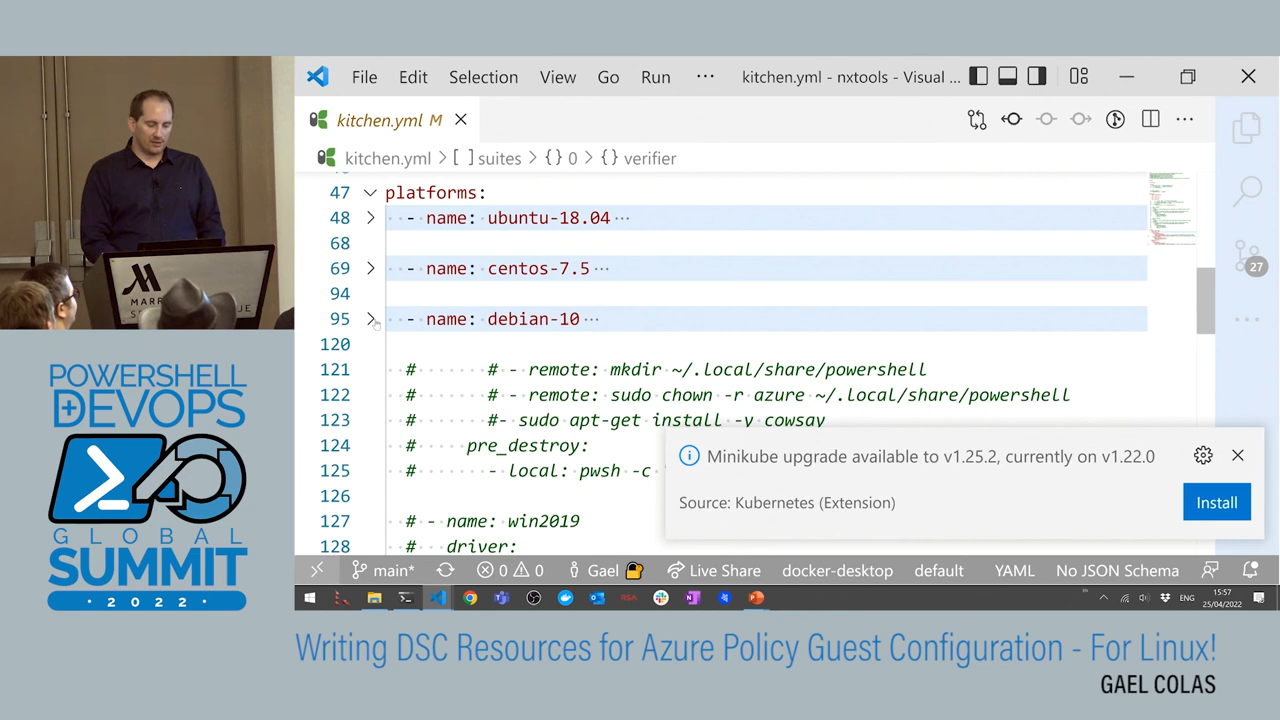 File Edit Selection View Go Run ··· kitchen.yml - nxtools - Visual ...
kitchen.yml M
kitchen.yml > [ ] suites > {} 0 > {} verifier
47 platforms:
48 - name: ubuntu-18.04 ···
68
69 - name: centos-7.5 ···
94
95 - name: debian-10 ···
120
121 # # - remote: mkdir ~/.local/share/powershell
122 # # - remote: sudo chown -r azure ~/.local/share/powershell
123 # #- sudo apt-get install -y cowsay
124 # pre_destroy:
125 # - local: pwsh -c
126
127 # - name: win2019
128 # driver:
27
Minikube upgrade available to v1.25.2, currently on v1.22.0
Source: Kubernetes (Extension)
Install
main* 0 0 Gael Live Share docker-desktop default YAML No JSON Schema
ENG
15:57
25/04/2022
POWERSHELL
+DEVOPS
GLOBAL
SUMMIT
· 2022 ·
Writing DSC Resources for Azure Policy Guest Configuration - For Linux!
GAEL COLAS